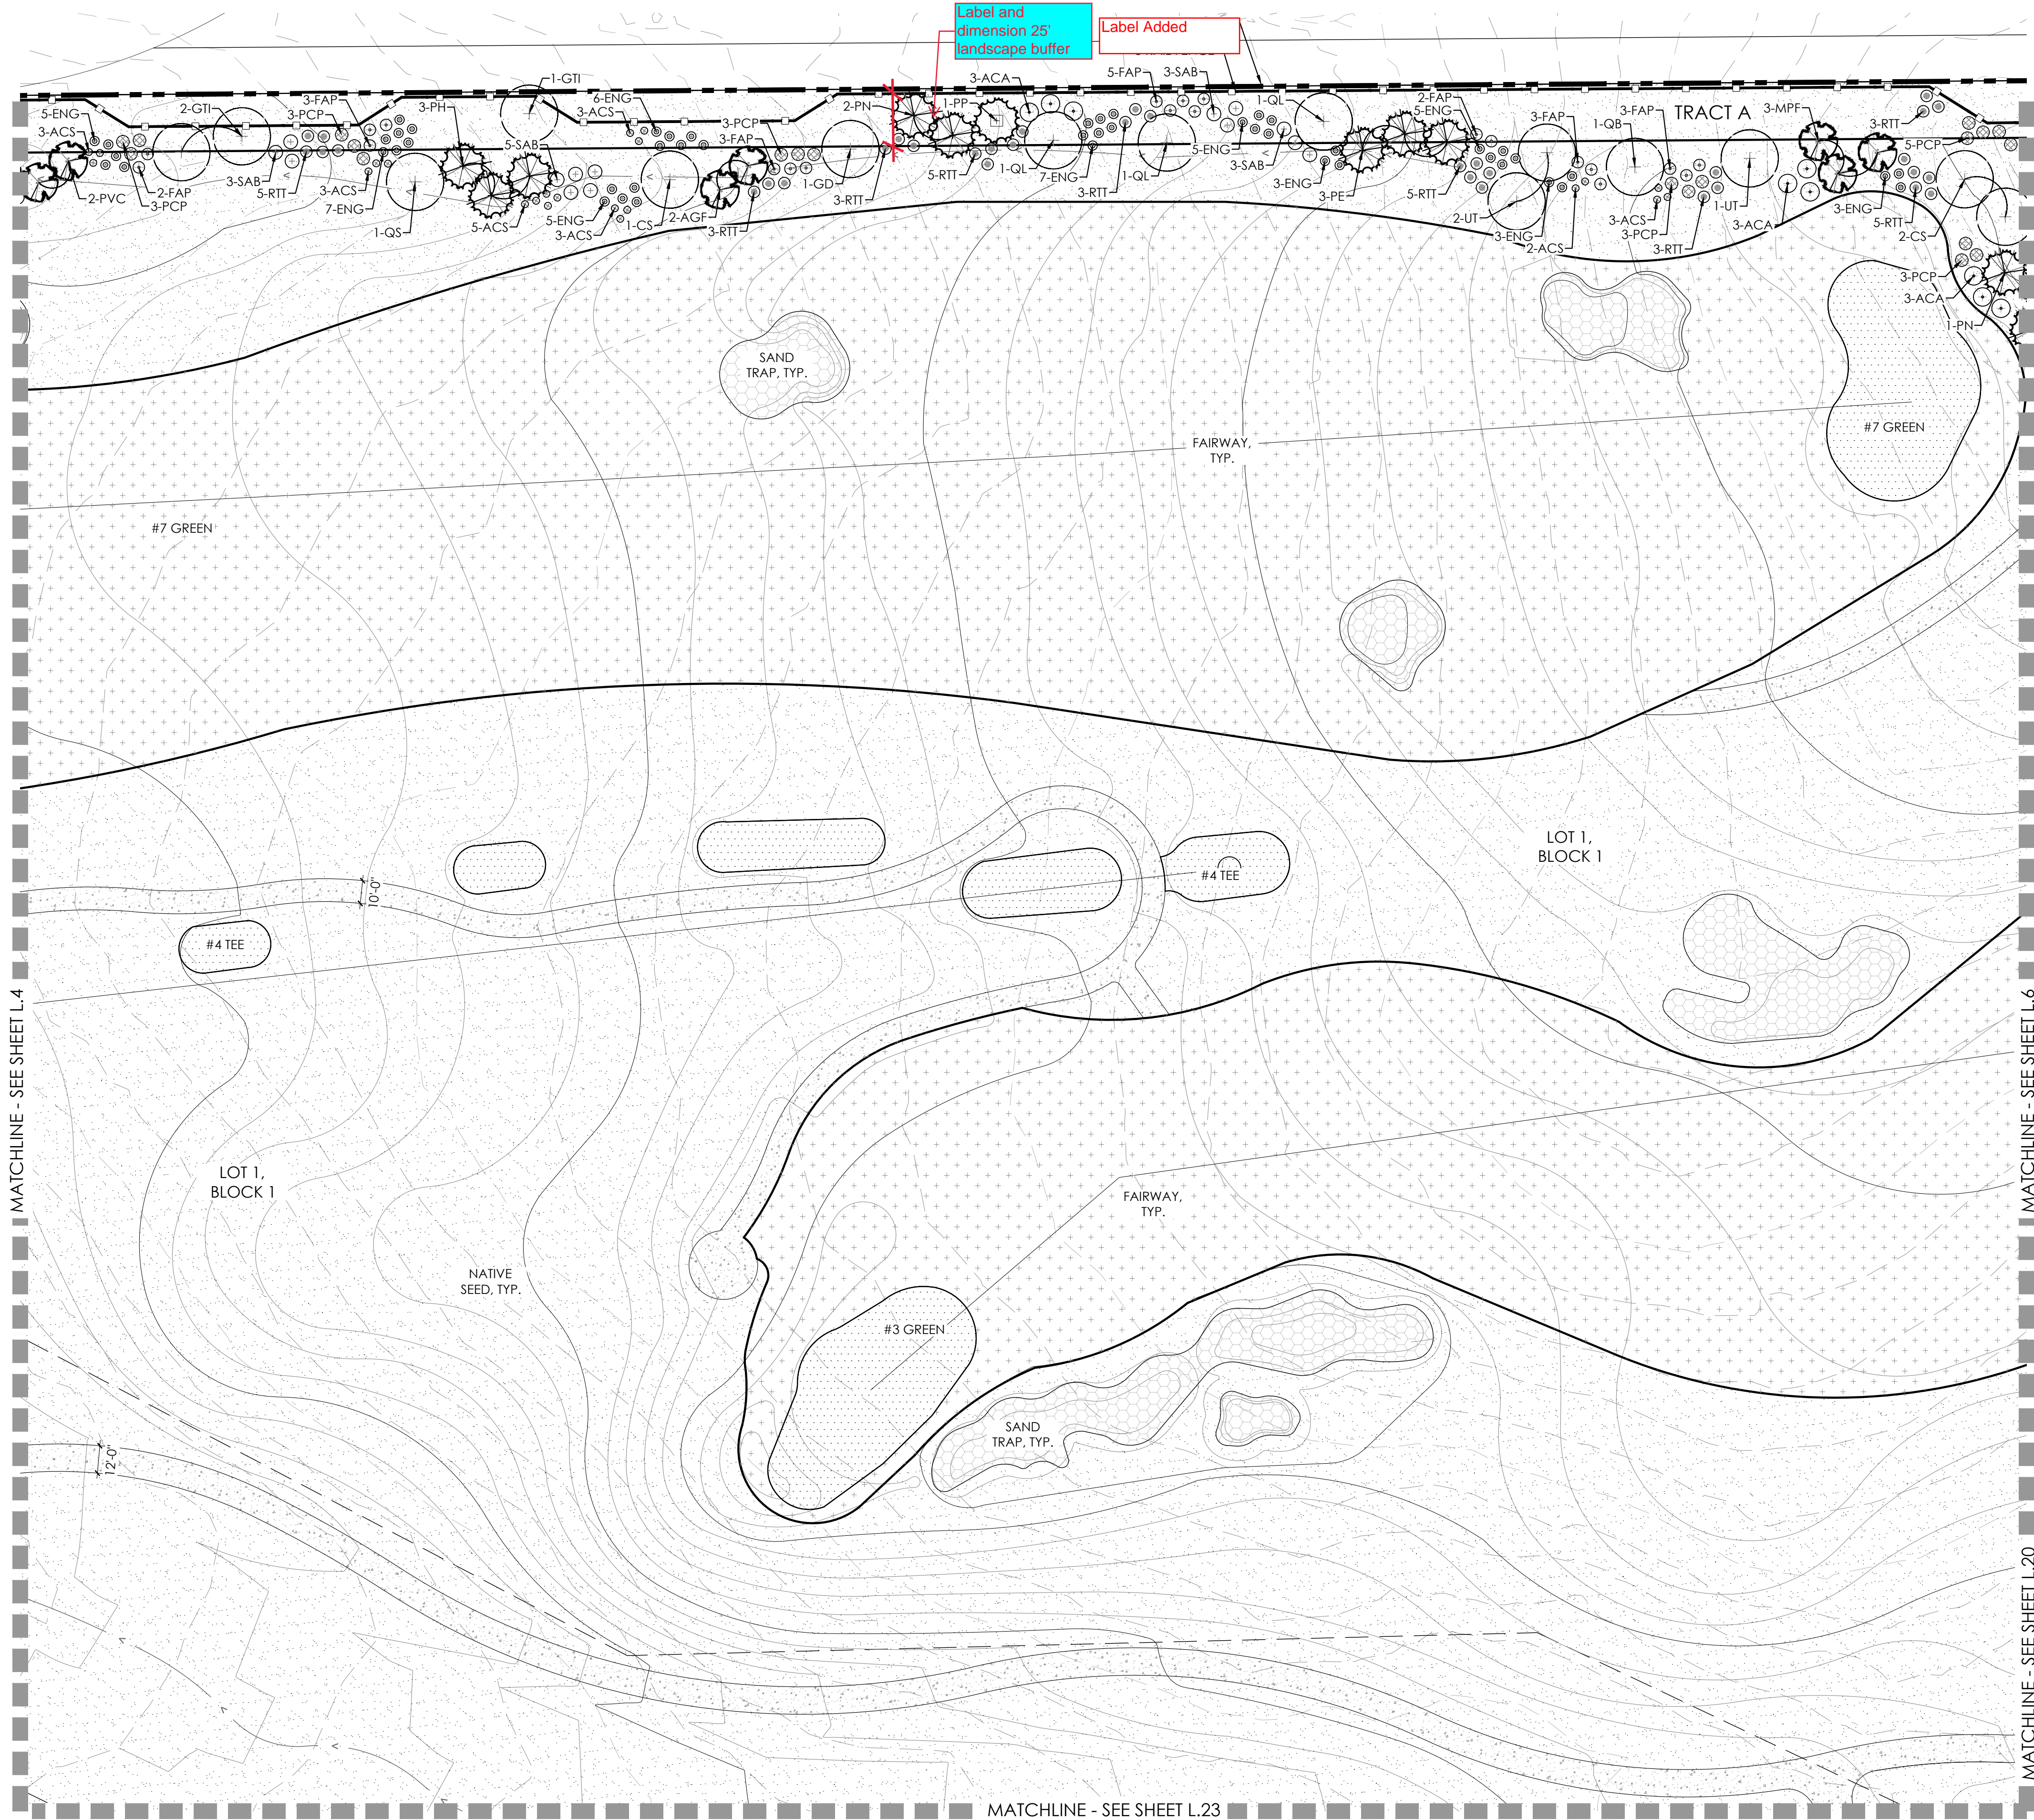 Label and
dimension 25'
landscape buffer
Label Added
1-GTI
3-ACA
5-FAP
3-SAB
2-GTI
3-FAP
3-PCP
3-PH
6-ENG
3-ACS
2-PN
1-PP
1-QL
2-FAP
5-ENG
3-FAP
3-FAP
1-QB
TRACT A
3-MPF
3-RTT
5-PCP
5-ENG
3-ACS
3-PCP
3-FAP
5-SAB
2-PVC
2-FAP
3-PCP
3-SAB
5-RTT
3-ACS
7-ENG
1-QS
5-ACS
5-ENG
3-ACS
1-CS
2-AGF
3-RTT
1-GD
3-RTT
5-RTT
1-QL
7-ENG
3-RTT
1-QL
5-ENG
3-SAB
3-ENG
3-PE
5-RTT
2-UT
3-ENG
2-ACS
3-ACS
3-PCP
3-RTT
1-UT
3-ACA
3-ENG
5-RTT
2-CS
3-PCP
3-ACA
1-PN
SAND
TRAP, TYP.
FAIRWAY,
TYP.
#7 GREEN
#7 GREEN
LOT 1,
BLOCK 1
#4 TEE
10'-0"
#4 TEE
MATCHLINE - SEE SHEET L.4
MATCHLINE - SEE SHEET L.6
LOT 1,
BLOCK 1
FAIRWAY,
TYP.
NATIVE
SEED, TYP.
#3 GREEN
SAND
TRAP, TYP.
12'-0"
MATCHLINE - SEE SHEET L.20
MATCHLINE - SEE SHEET L.23